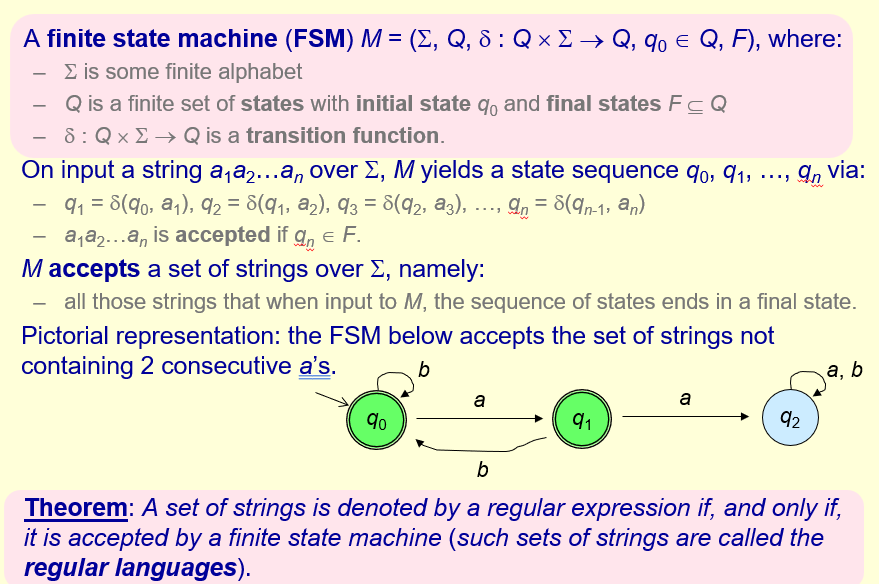 A finite state machine (FSM) M = (Σ, Q, δ : Q × Σ → Q, q₀ ∈ Q, F), where:
– Σ is some finite alphabet
– Q is a finite set of states with initial state q₀ and final states F ⊆ Q
– δ : Q × Σ → Q is a transition function.
On input a string a₁a₂…aₙ over Σ, M yields a state sequence q₀, q₁, …, qₙ via:
– q₁ = δ(q₀, a₁), q₂ = δ(q₁, a₂), q₃ = δ(q₂, a₃), …, qₙ = δ(qₙ₋₁, aₙ)
– a₁a₂…aₙ is accepted if qₙ ∈ F.
M accepts a set of strings over Σ, namely:
– all those strings that when input to M, the sequence of states ends in a final state.
Pictorial representation: the FSM below accepts the set of strings not
containing 2 consecutive a's.
b
a, b
a
a
q₀
q₁
q₂
b
Theorem: A set of strings is denoted by a regular expression if, and only if,
it is accepted by a finite state machine (such sets of strings are called the
regular languages).